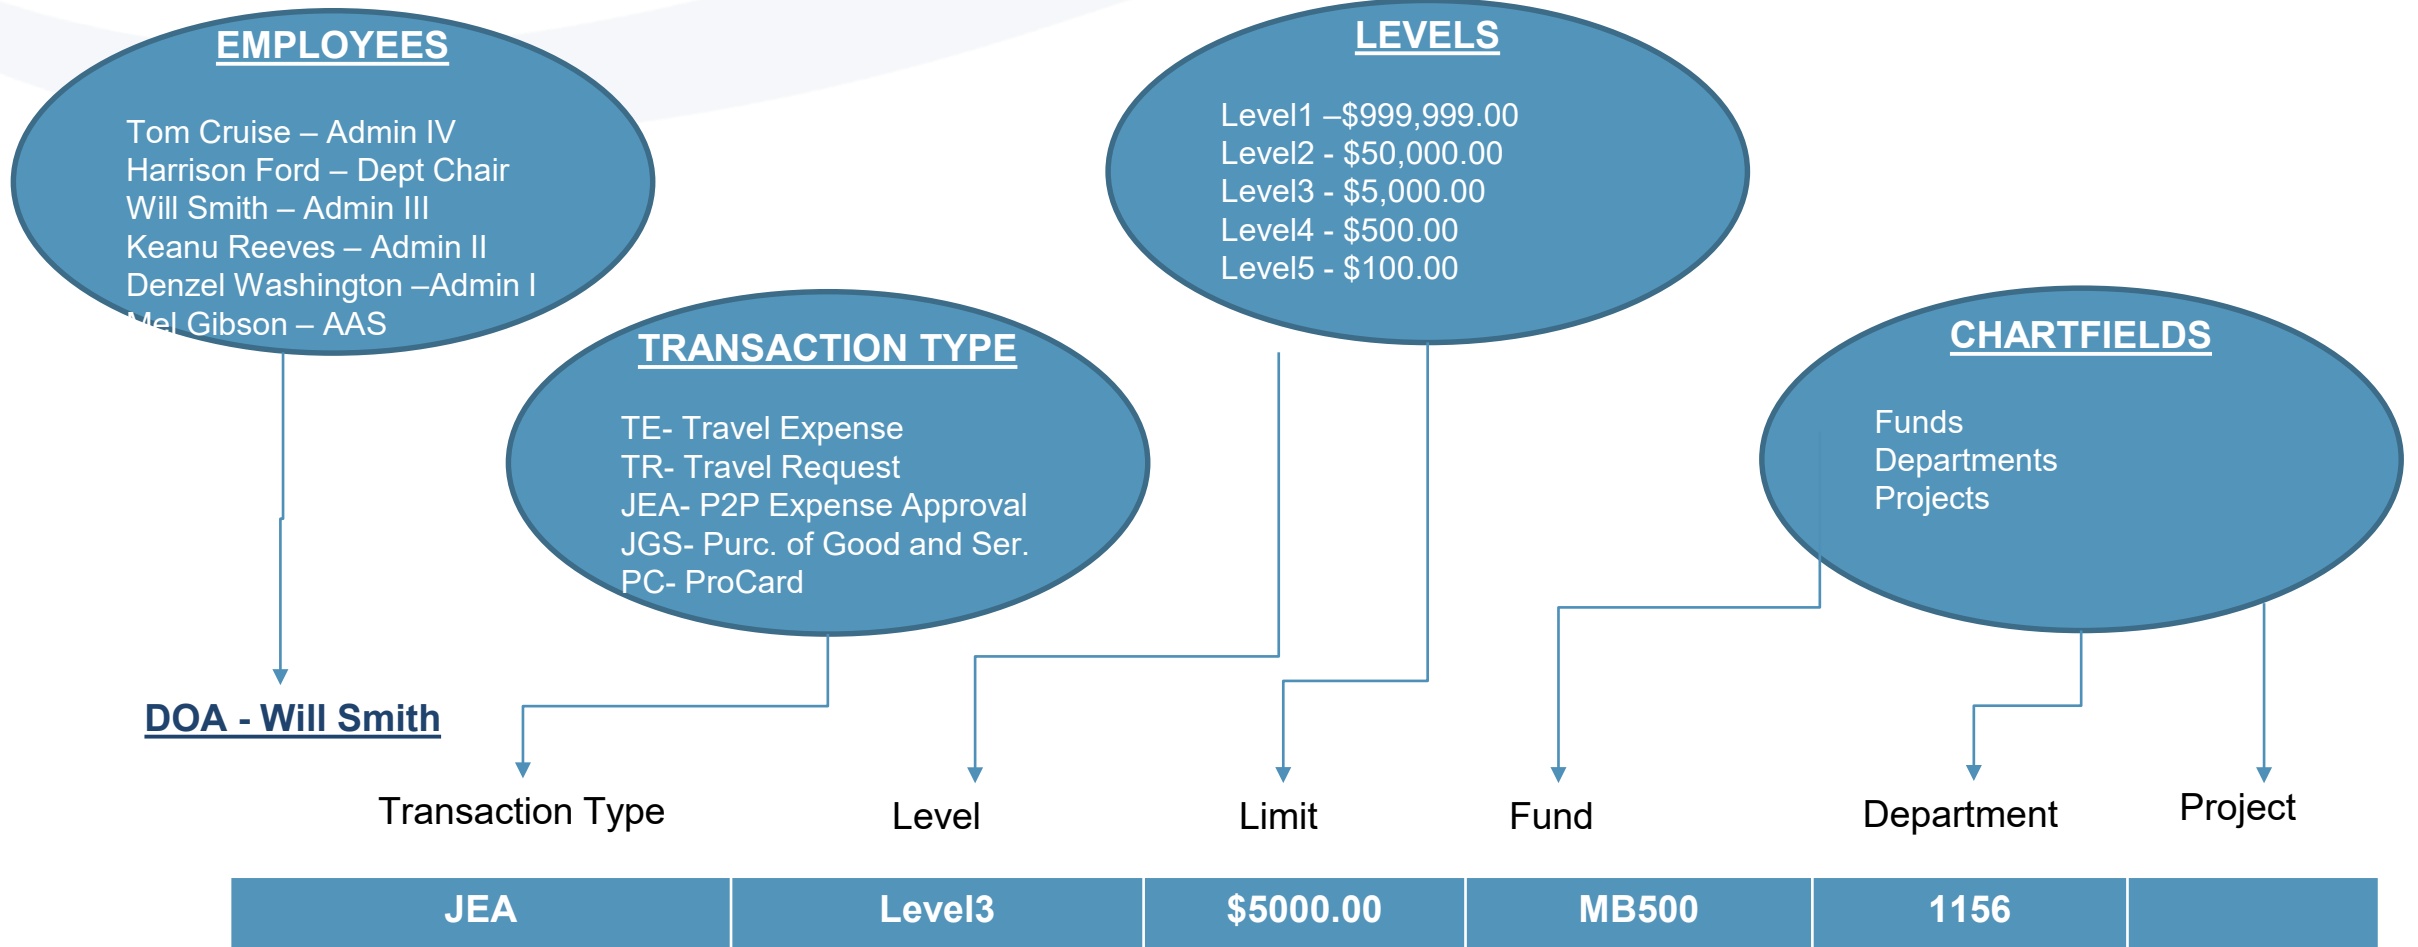 EMPLOYEES
Tom Cruise – Admin IV
Harrison Ford – Dept Chair
Will Smith – Admin III
Keanu Reeves – Admin II
Denzel Washington –Admin I
Mel Gibson – AAS
TRANSACTION TYPE
TE- Travel Expense
TR- Travel Request
JEA- P2P Expense Approval
JGS- Purc. of Good and Ser.
PC- ProCard
LEVELS
Level1 –$999,999.00
Level2 - $50,000.00
Level3 - $5,000.00
Level4 - $500.00
Level5 - $100.00
CHARTFIELDS
Funds
Departments
Projects
DOA - Will Smith
Transaction Type
Level
Limit
Fund
Department
Project
JEA
Level3
$5000.00
MB500
1156